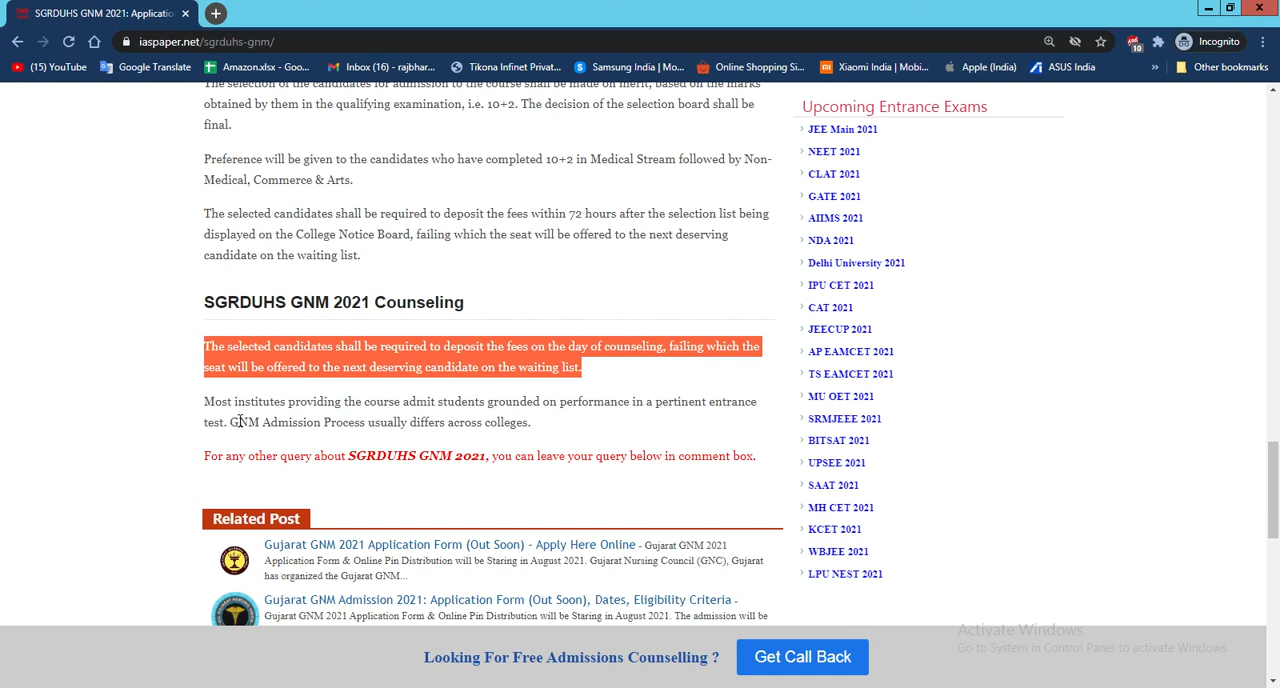 SGRDUHS GNM 2021: Applicatio
iaspaper.net/sgrduhs-gnm/
10
Incognito
(15) YouTube
Google Translate
Amazon.xlsx - Goo...
Inbox (16) - rajbhar...
Tikona Infinet Privat...
Samsung India | Mo...
Online Shopping Si...
Xiaomi India | Mobi...
Apple (India)
ASUS India
»
Other bookmarks
The selection of the candidates for admission to the course shall be made on merit, based on the marks
obtained by them in the qualifying examination, i.e. 10+2. The decision of the selection board shall be
final.
Preference will be given to the candidates who have completed 10+2 in Medical Stream followed by Non-
Medical, Commerce & Arts.
The selected candidates shall be required to deposit the fees within 72 hours after the selection list being
displayed on the College Notice Board, failing which the seat will be offered to the next deserving
candidate on the waiting list.
SGRDUHS GNM 2021 Counseling
The selected candidates shall be required to deposit the fees on the day of counseling, failing which the
seat will be offered to the next deserving candidate on the waiting list.
Most institutes providing the course admit students grounded on performance in a pertinent entrance
test. GNM Admission Process usually differs across colleges.
For any other query about SGRDUHS GNM 2021, you can leave your query below in comment box.
Related Post
Gujarat GNM 2021 Application Form (Out Soon) - Apply Here Online - Gujarat GNM 2021
Application Form & Online Pin Distribution will be Staring in August 2021. Gujarat Nursing Council (GNC), Gujarat
has organized the Gujarat GNM...
Gujarat GNM Admission 2021: Application Form (Out Soon), Dates, Eligibility Criteria -
Gujarat GNM 2021 Application Form & Online Pin Distribution will be Staring in August 2021. The admission will be
Upcoming Entrance Exams
JEE Main 2021
NEET 2021
CLAT 2021
GATE 2021
AIIMS 2021
NDA 2021
Delhi University 2021
IPU CET 2021
CAT 2021
JEECUP 2021
AP EAMCET 2021
TS EAMCET 2021
MU OET 2021
SRMJEEE 2021
BITSAT 2021
UPSEE 2021
SAAT 2021
MH CET 2021
KCET 2021
WBJEE 2021
LPU NEST 2021
Activate Windows
Go to System in Control Panel to activate Windows.
Looking For Free Admissions Counselling ?
Get Call Back